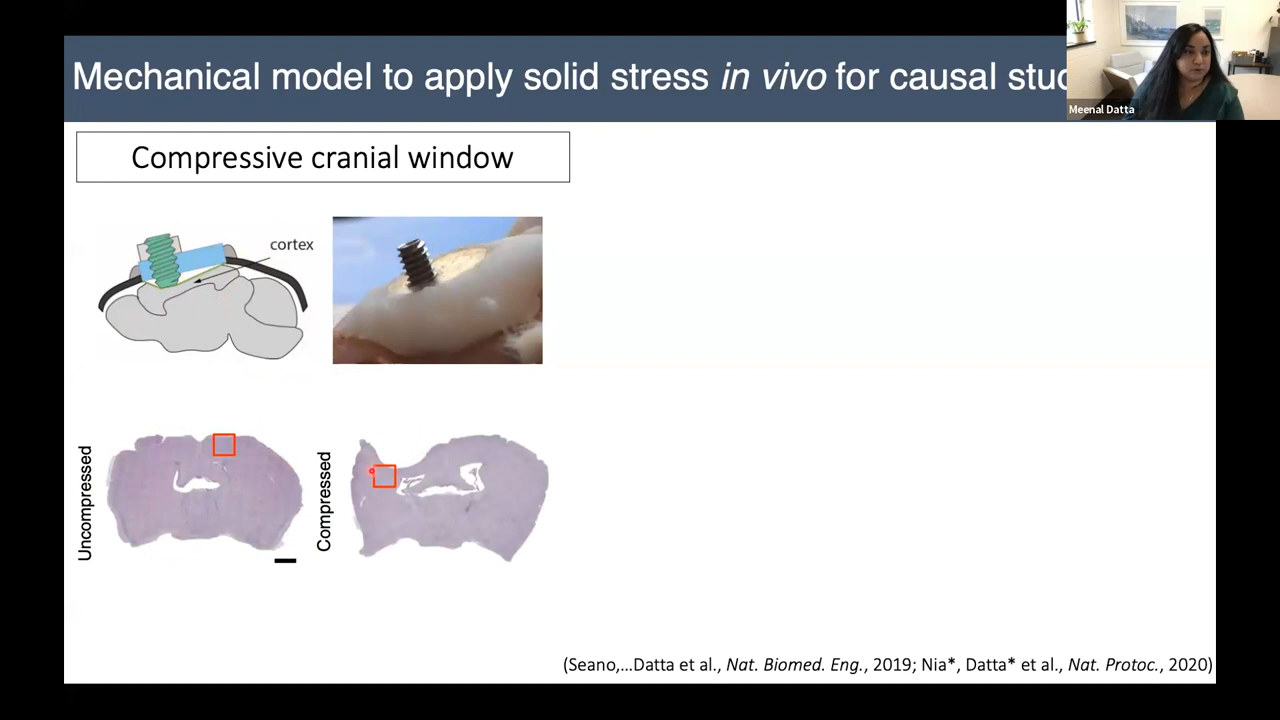 Mechanical model to apply solid stress in vivo for causal
Meenal Datta
Compressive cranial window
cortex
Uncompressed
Compressed
(Seano,...Datta et al., Nat. Biomed. Eng., 2019; Nia*, Datta* et al., Nat. Protoc., 2020)